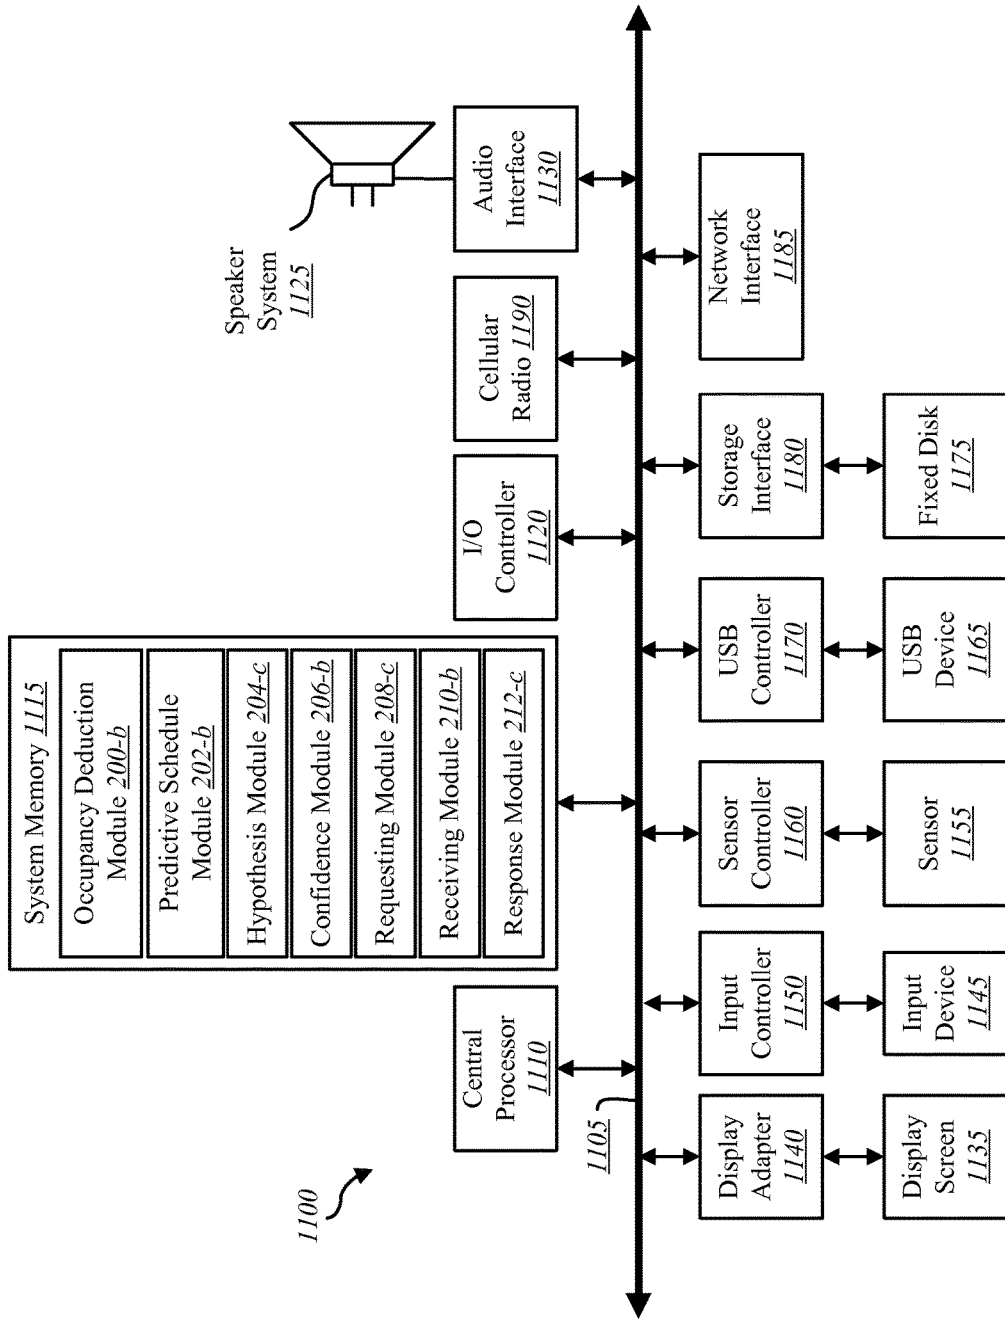 1100
System Memory 1115
Occupancy Deduction
Module 200-b
Predictive Schedule
Module 202-b
Hypothesis Module 204-c
Confidence Module 206-b
Requesting Module 208-c
Receiving Module 210-b
Response Module 212-c
Speaker
System
1125
Central
Processor
1110
I/O
Controller
1120
Cellular
Radio 1190
Audio
Interface
1130
1105
Display
Adapter
1140
Input
Controller
1150
Sensor
Controller
1160
USB
Controller
1170
Storage
Interface
1180
Network
Interface
1185
Display
Screen
1135
Input
Device
1145
Sensor
1155
USB
Device
1165
Fixed Disk
1175